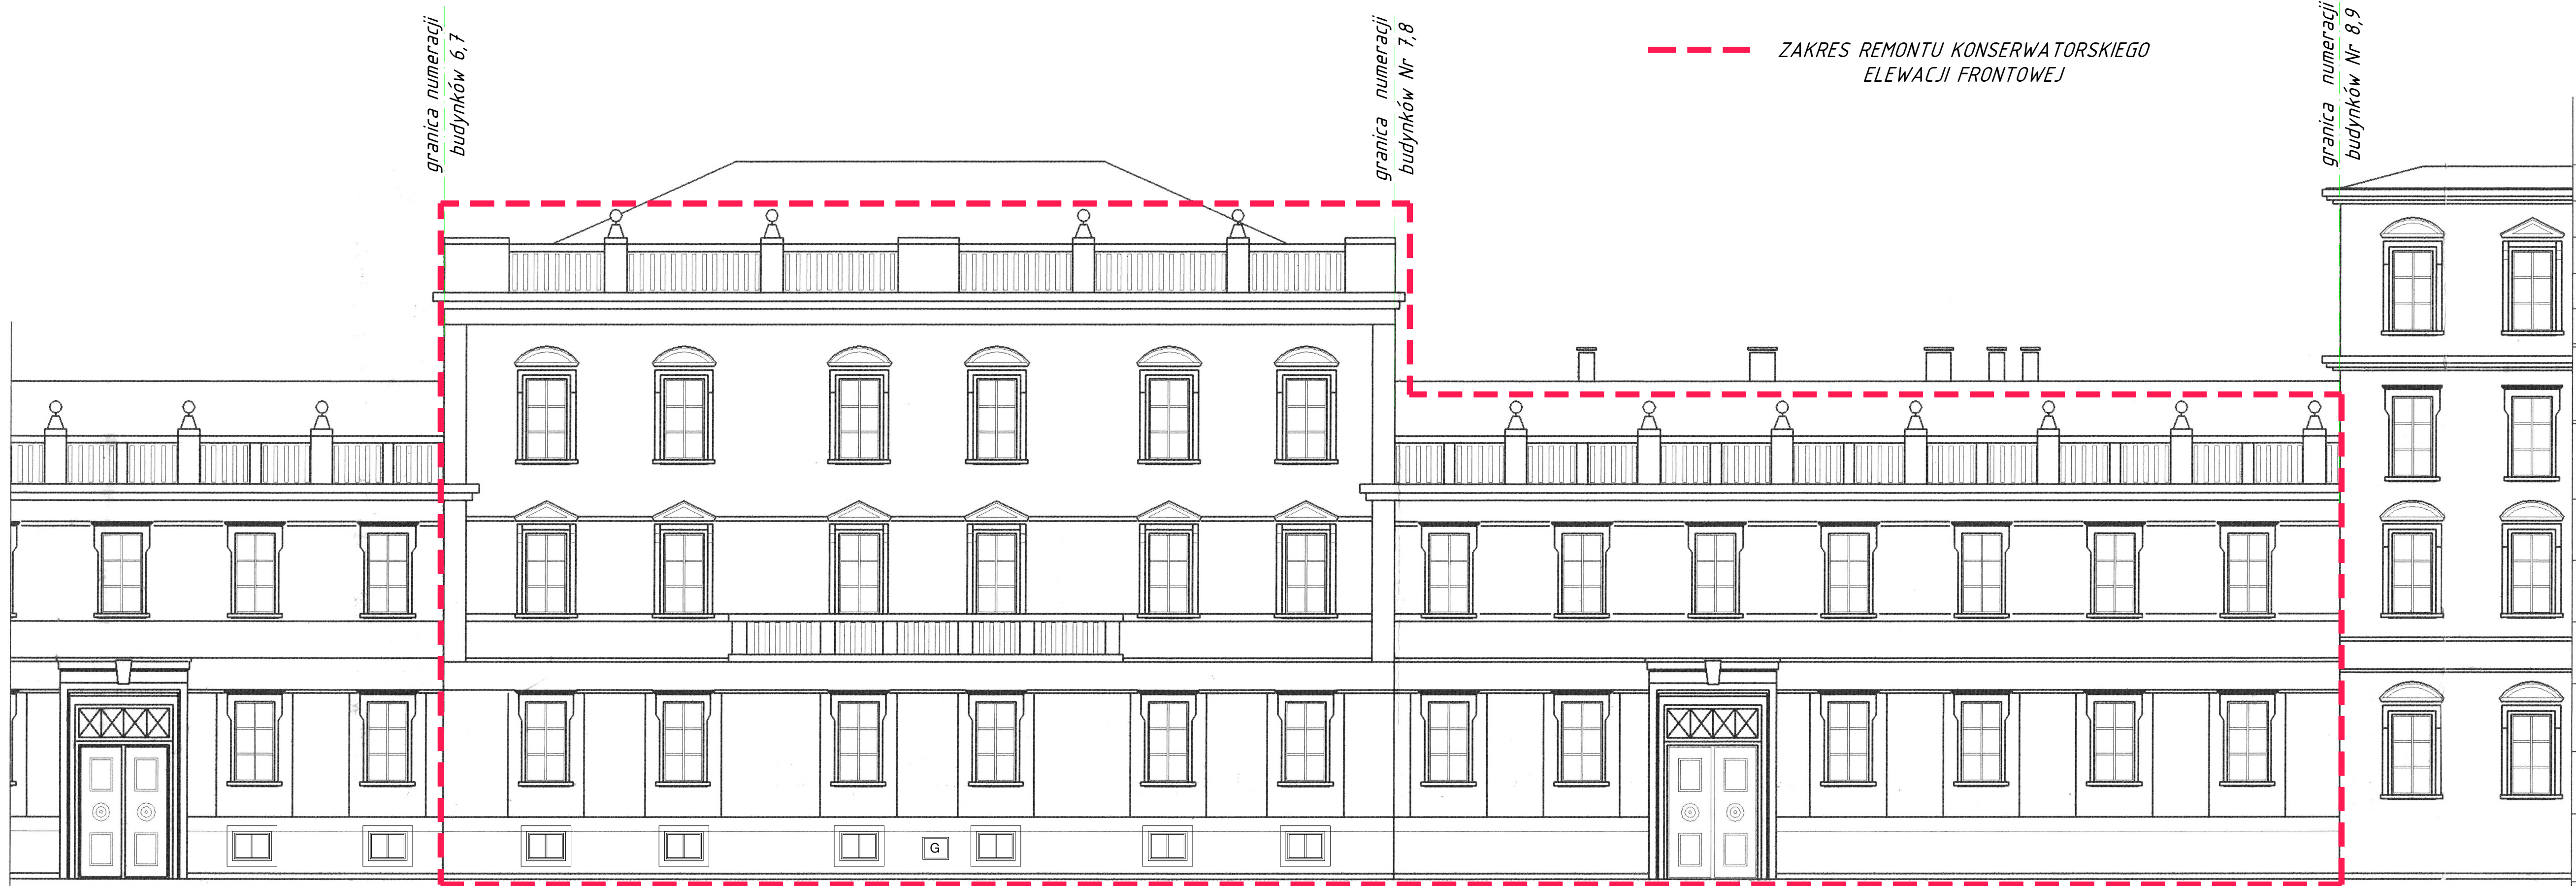 granica numeracji
budynków 6,7
granica numeracji
budynków Nr 7,8
ZAKRES REMONTU KONSERWATORSKIEGO
ELEWACJI FRONTOWEJ
granica numeracji
budynków Nr 8,9
G